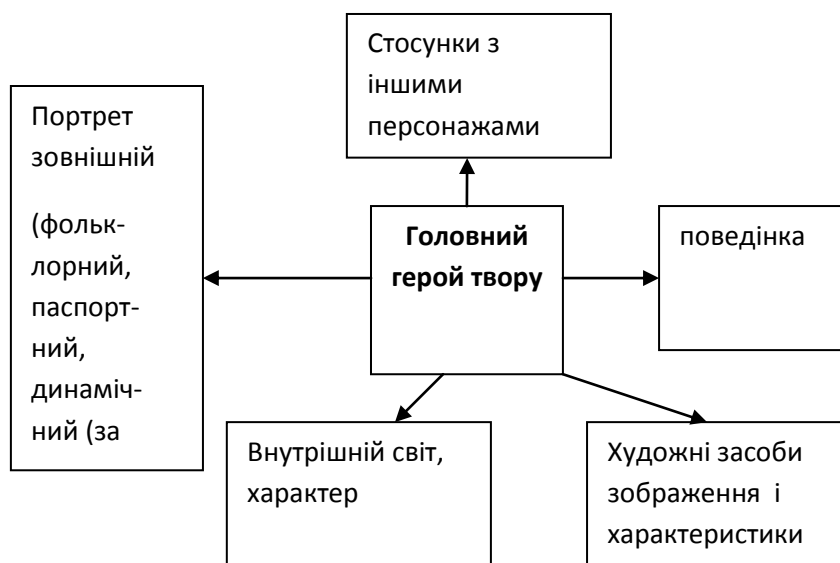 Стосунки з
іншими
персонажами
Портрет
зовнішній
(фольк-
лорний,
паспорт-
ний,
динаміч-
ний (за
Головний
герой твору
поведінка
Внутрішній світ,
характер
Художні засоби
зображення і
характеристики